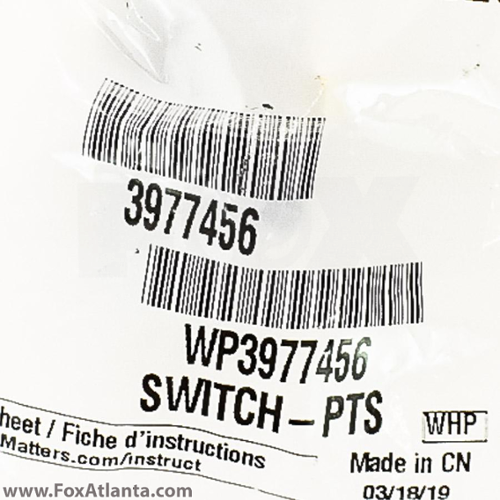 3977456
WP3977456
SWITCH-PTS
WHP
heet / Fiche d'instructions
Matters.com/instruct
Made in CN
03/18/19
www.FoxAtlanta.com